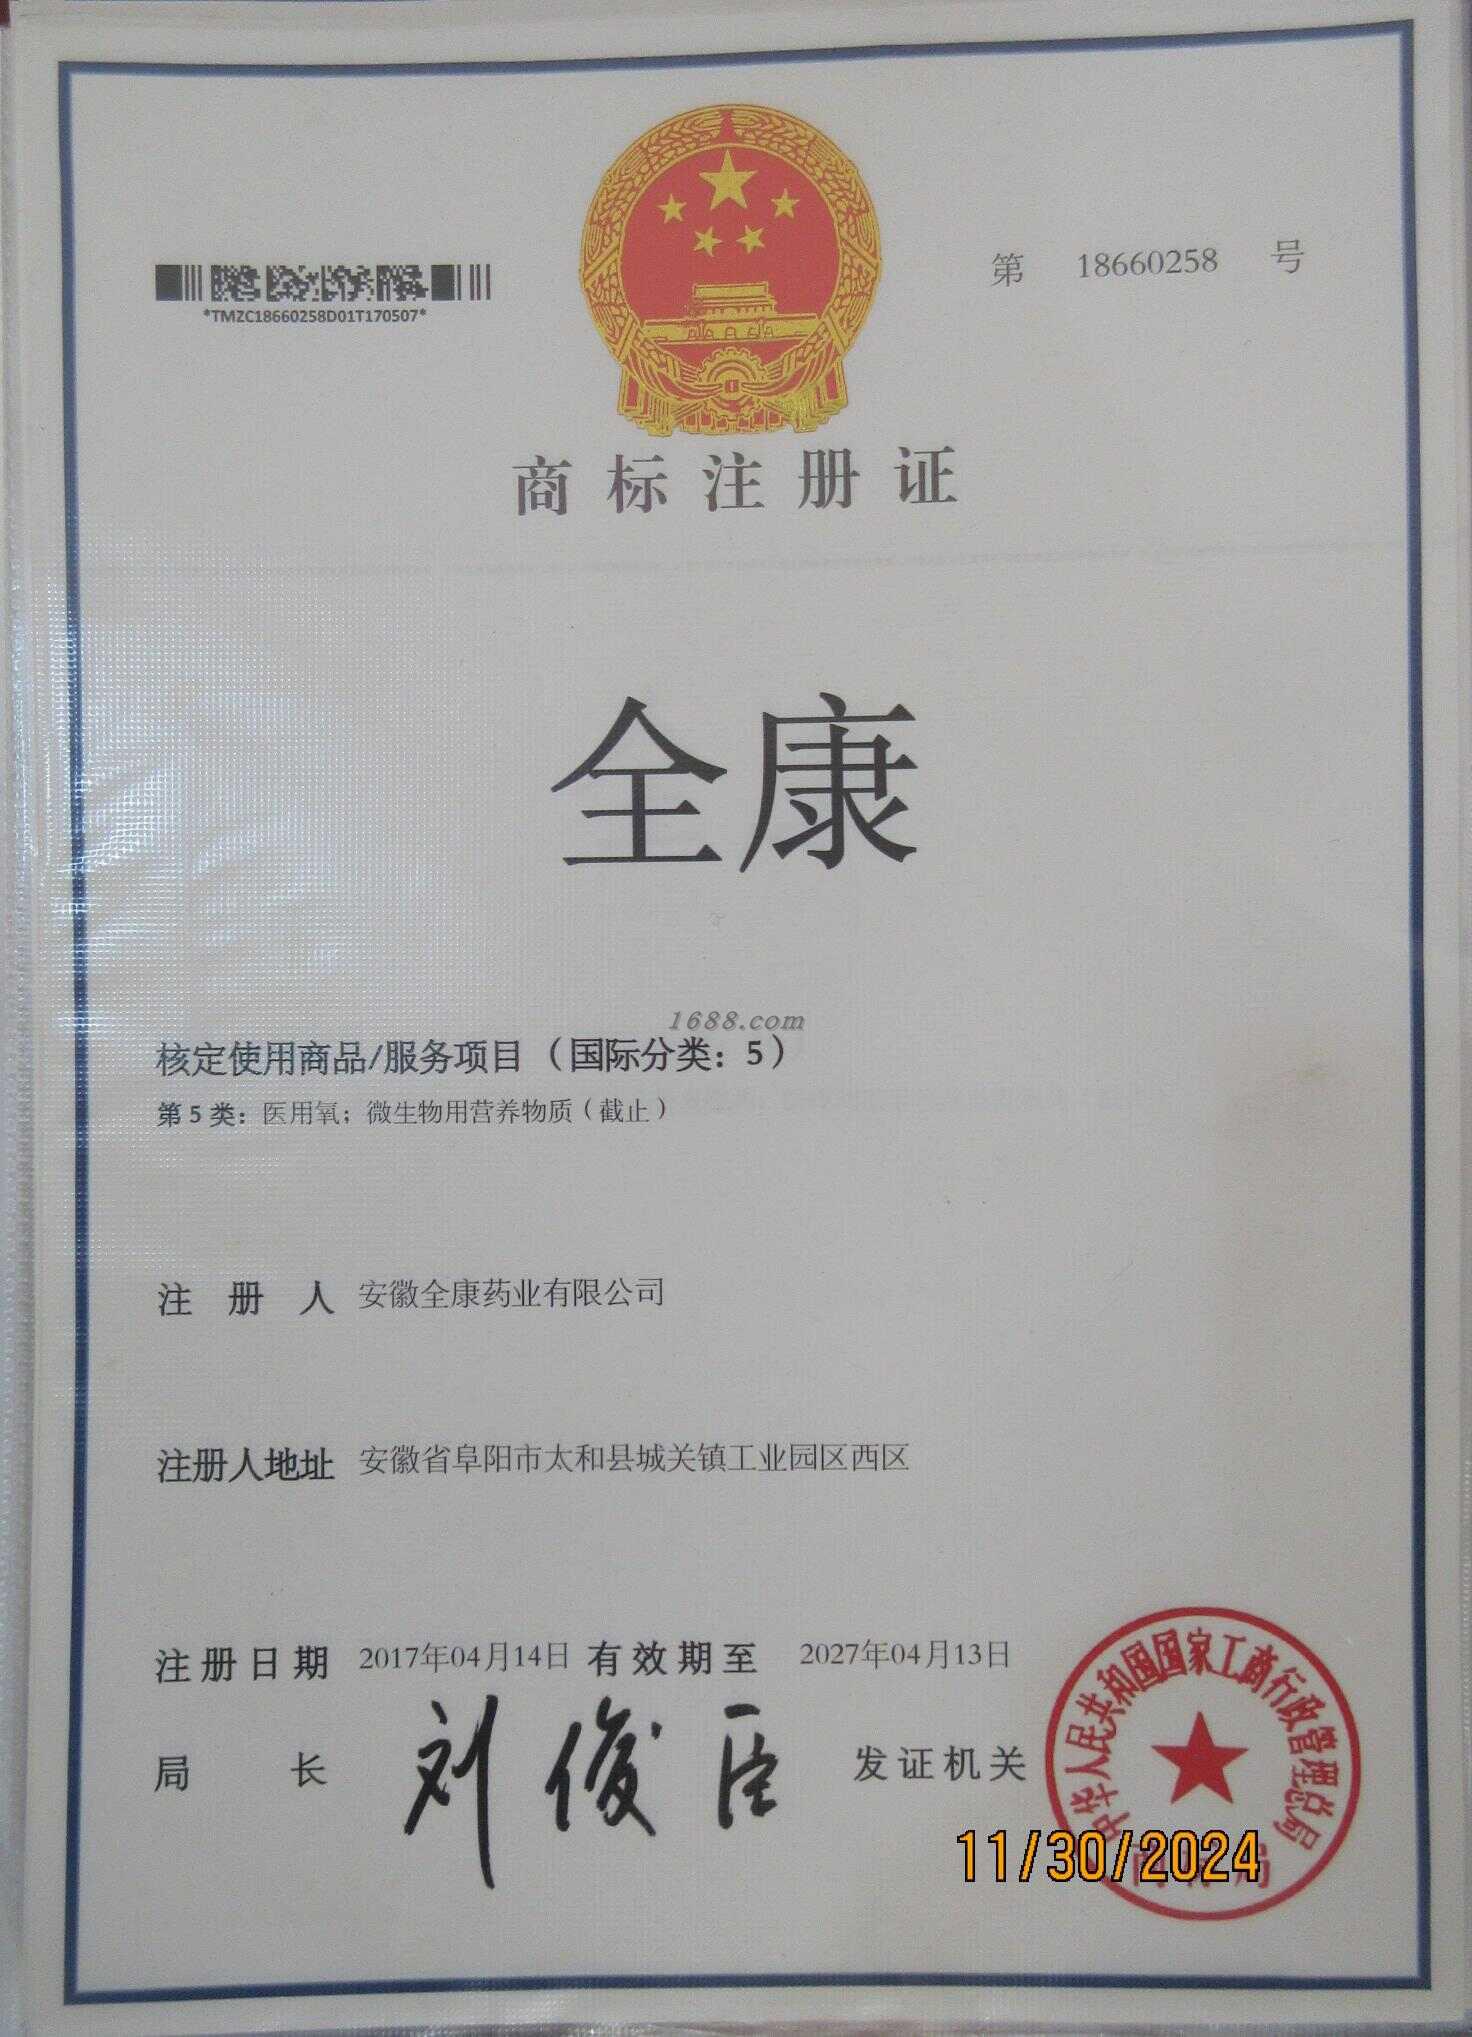 第 18660258 号
*TMZC18660258D01T170507*
商标注册证
全康
1688.com
核定使用商品/服务项目（国际分类：5）
第5类：医用氧；微生物用营养物质（截止）
注册人 安徽全康药业有限公司
注册人地址 安徽省阜阳市太和县城关镇工业园区西区
注册日期 2017年04月14日 有效期至 2027年04月13日
局长 刘俊臣 发证机关
中华人民共和国国家工商行政管理总局
商标局
11/30/2024